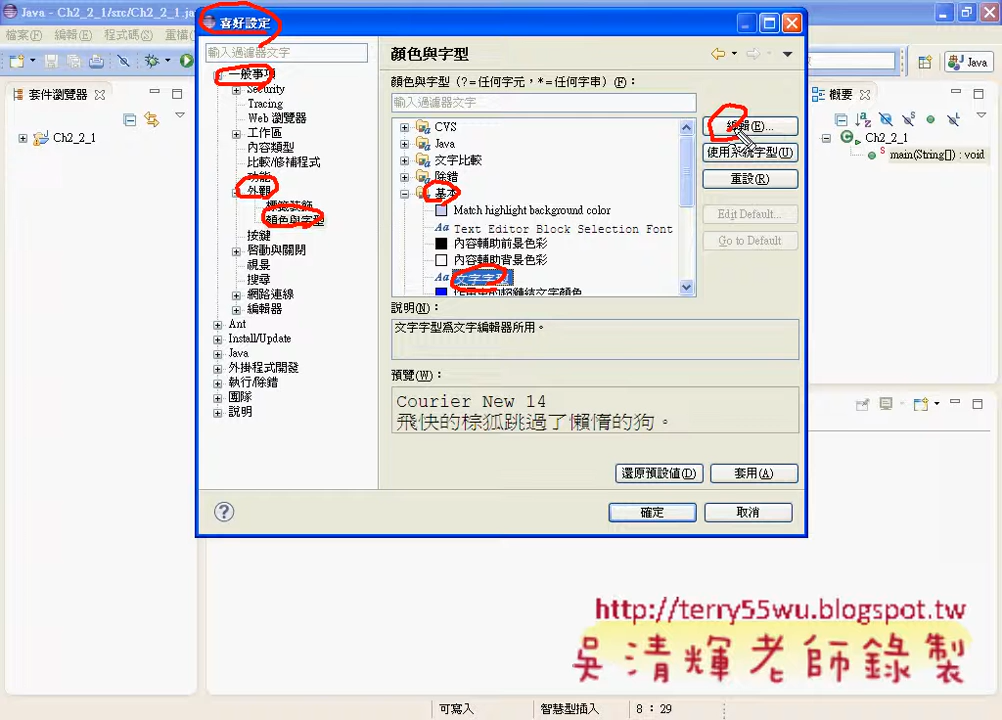 Java - Ch2_2_1/src/Ch2_2_1.ja
喜好設定
檔案(F) 編輯(E) 程式碼(S) 重構(
Java
套件瀏覽器
Ch2_2_1
輸入過濾器文字
一般事項
Security
Tracing
Web 瀏覽器
工作區
內容類型
比較/修補程式
功能
外觀
標籤裝飾
顏色與字型
按鍵
啟動與關閉
視景
搜尋
網路連線
編輯器
Ant
Install/Update
Java
外掛程式開發
執行/除錯
團隊
說明
顏色與字型
顏色與字型 (?=任何字元,*=任何字串) (F):
輸入過濾器文字
CVS
Java
文字比較
除錯
基本
Match highlight background color
Text Editor Block Selection Font
內容輔助前景色彩
內容輔助背景色彩
文字字型
作用中的超鏈結文字顏色
編輯(E)...
使用系統字型(U)
重設(R)
Edit Default...
Go to Default
說明(N):
文字字型為文字編輯器所用。
預覽(W):
Courier New 14
飛快的棕狐跳過了懶惰的狗。
還原預設值(D)
套用(A)
確定
取消
概要
Ch2_2_1
main(String[]) : void
http://terry55wu.blogspot.tw
吳清輝老師錄製
可寫入
智慧型插入
8 : 29